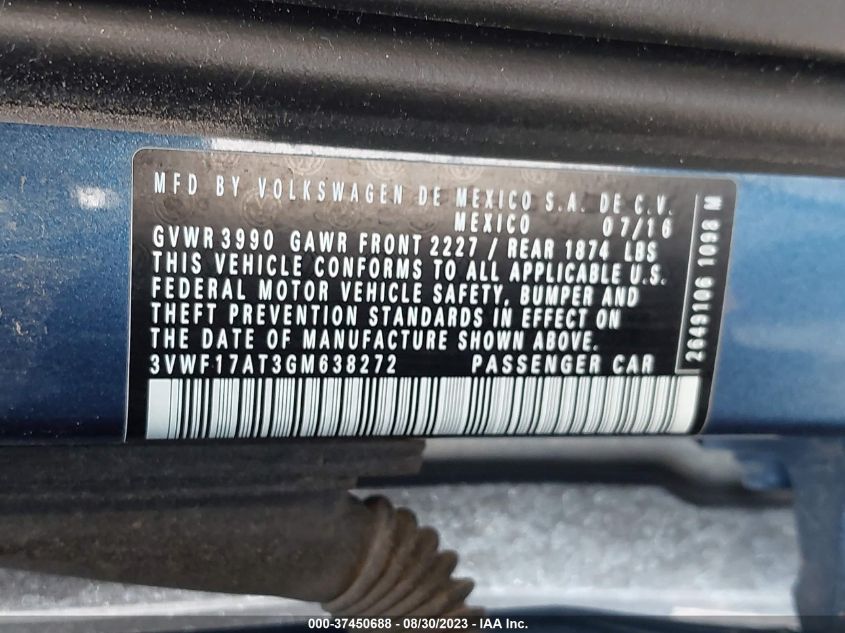 MFD BY VOLKSWAGEN DE MEXICO S.A. DE C.V.
MEXICO 07/16
GVWR 3990 GAWR FRONT 2227 / REAR 1874 LBS
THIS VEHICLE CONFORMS TO ALL APPLICABLE U.S.
FEDERAL MOTOR VEHICLE SAFETY, BUMPER AND
THEFT PREVENTION STANDARDS IN EFFECT ON
THE DATE OF MANUFACTURE SHOWN ABOVE.
3VWF17AT3GM638272 PASSENGER CAR
2649106 1098 M
000-37450688 - 08/30/2023 - IAA Inc.